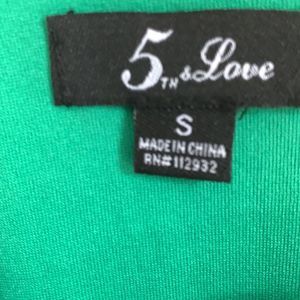 5TH & Love
S
MADE IN CHINA
RN#112932